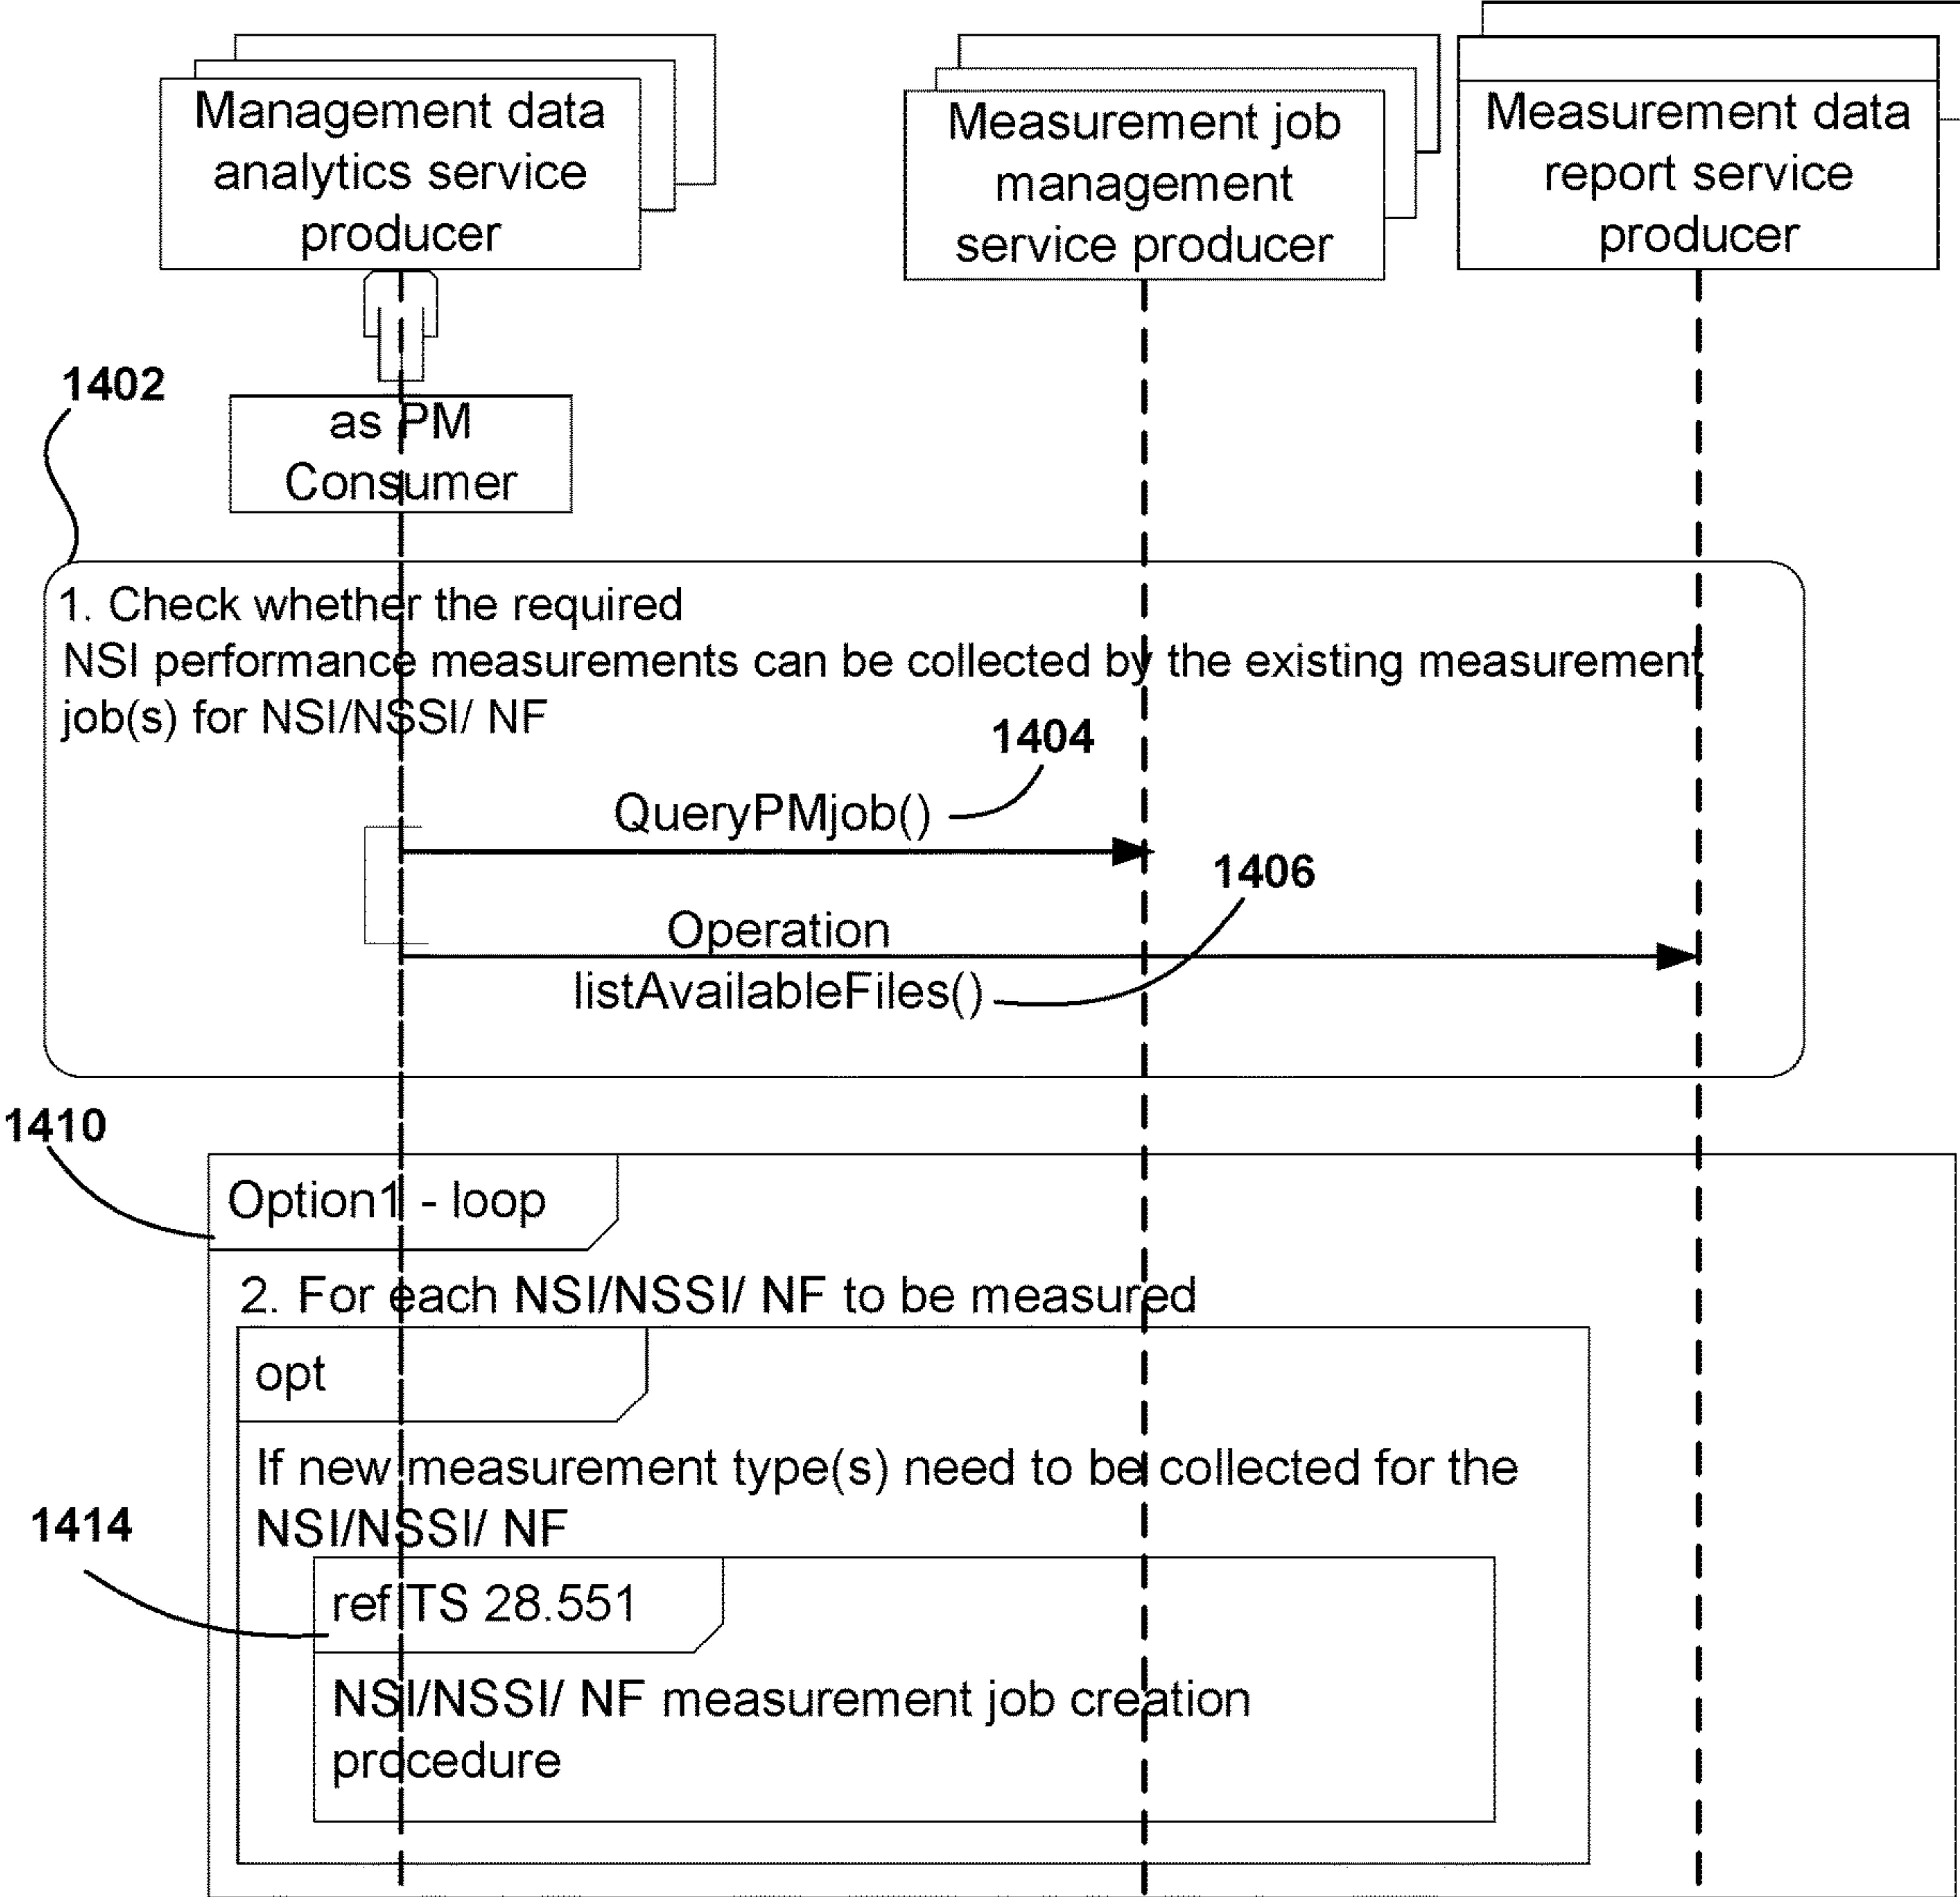 Management data
analytics service
producer
Measurement job
management
service producer
Measurement data
report service
producer
1402
as PM
Consumer
1. Check whether the required
NSI performance measurements can be collected by the existing measurement
job(s) for NSI/NSSI/ NF
1404
QueryPMjob()
1406
Operation
listAvailableFiles()
1410
Option1 - loop
2. For each NSI/NSSI/ NF to be measured
opt
If new measurement type(s) need to be collected for the
NSI/NSSI/ NF
1414
ref TS 28.551
NSI/NSSI/ NF measurement job creation
procedure